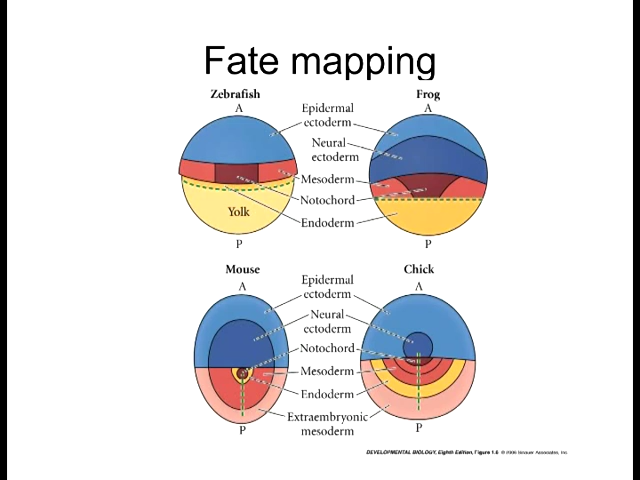 Fate mapping
Zebrafish
Frog
A
A
Epidermal
ectoderm
Neural
ectoderm
Mesoderm
Notochord
Endoderm
Yolk
P
P
Mouse
Chick
A
A
Epidermal
ectoderm
Neural
ectoderm
Notochord
Mesoderm
Endoderm
Extraembryonic
mesoderm
P
P
DEVELOPMENTAL BIOLOGY, Eighth Edition, Figure 1.6 © 2006 Sinauer Associates, Inc.